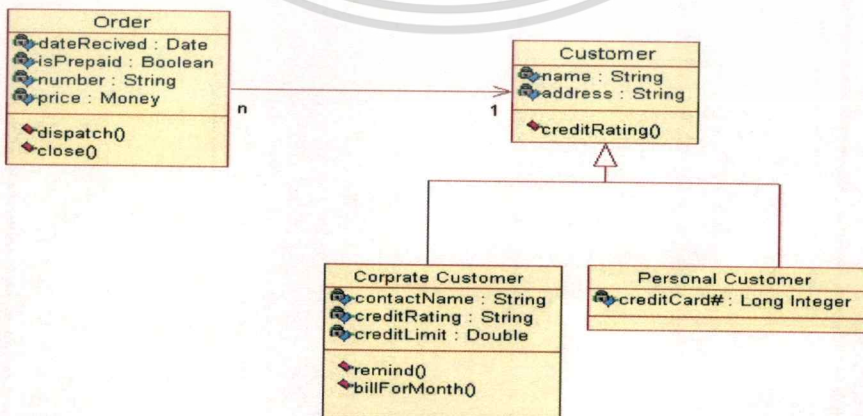 Order
dateRecived : Date
isPrepaid : Boolean
number : String
price : Money
dispatch()
close()
n
1
Customer
name : String
address : String
creditRating()
Corprate Customer
contactName : String
creditRating : String
creditLimit : Double
remind()
billForMonth()
Personal Customer
creditCard# : Long Integer